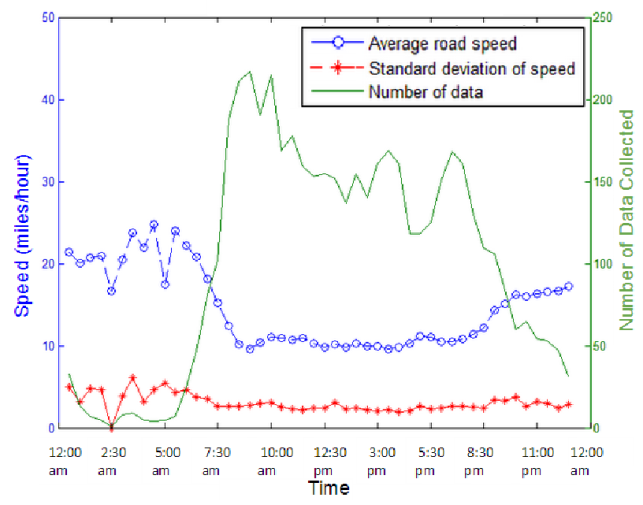 50
40
30
20
10
0
Speed (miles/hour)
Average road speed
Standard deviation of speed
Number of data
250
200
150
100
50
0
Number of Data Collected
12:00 2:30 5:00 7:30 10:00 12:30 3:00 5:30 8:30 11:00 12:00
am am am am am pm pm pm pm pm am
Time